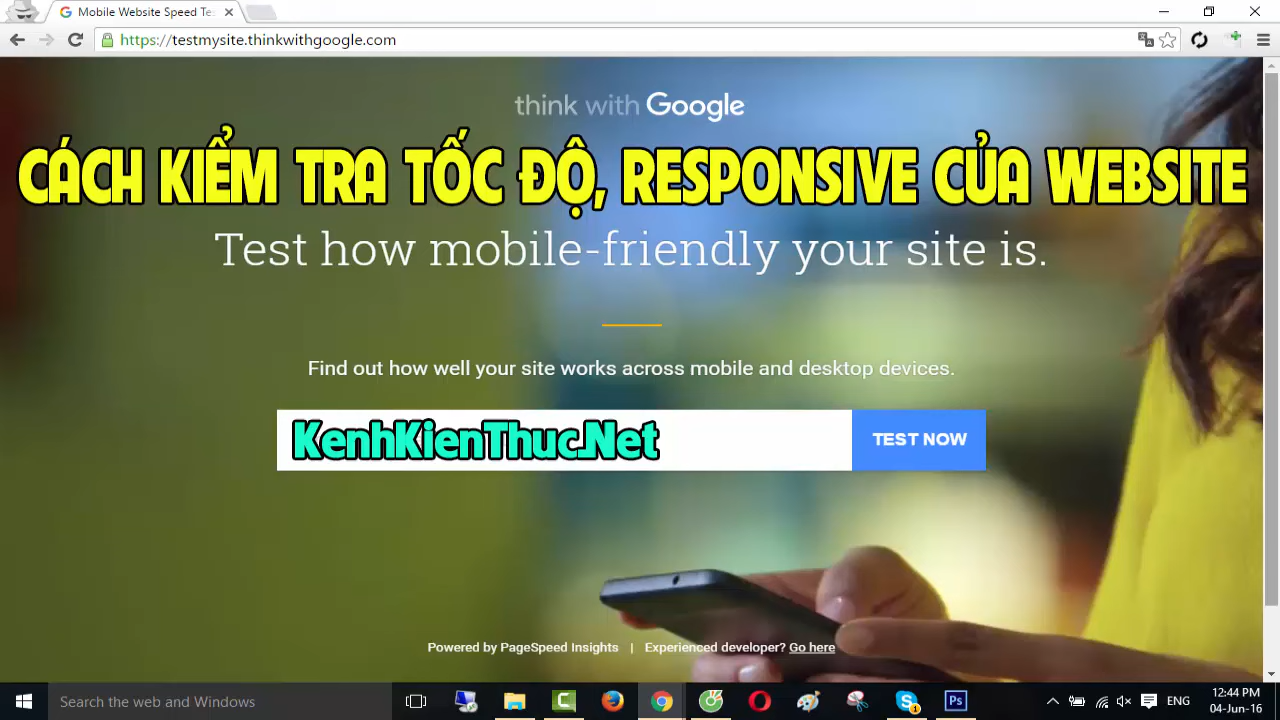 Mobile Website Speed Te
https://testmysite.thinkwithgoogle.com
think with Google
CÁCH KIỂM TRA TỐC ĐỘ, RESPONSIVE CỦA WEBSITE
Test how mobile-friendly your site is.
Find out how well your site works across mobile and desktop devices.
KenhKienThuc.Net
TEST NOW
Powered by PageSpeed Insights | Experienced developer? Go here
Search the web and Windows
1
Ps
ENG
12:44 PM
04-Jun-16